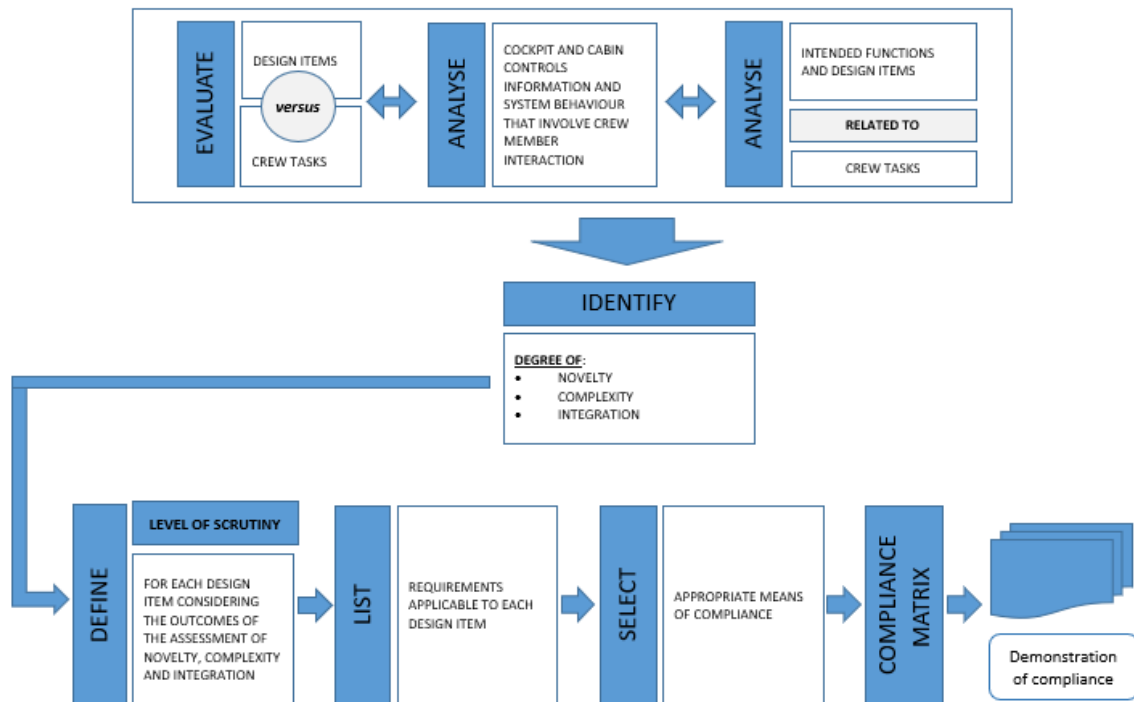 EVALUATE
DESIGN ITEMS
versus
CREW TASKS
ANALYSE
COCKPIT AND CABIN
CONTROLS
INFORMATION AND
SYSTEM BEHAVIOUR
THAT INVOLVE CREW
MEMBER
INTERACTION
ANALYSE
INTENDED FUNCTIONS
AND DESIGN ITEMS
RELATED TO
CREW TASKS
IDENTIFY
DEGREE OF:
• NOVELTY
• COMPLEXITY
• INTEGRATION
DEFINE
LEVEL OF SCRUTINY
FOR EACH DESIGN
ITEM CONSIDERING
THE OUTCOMES OF
THE ASSESSMENT OF
NOVELTY, COMPLEXITY
AND INTEGRATION
LIST
REQUIREMENTS
APPLICABLE TO EACH
DESIGN ITEM
SELECT
APPROPRIATE MEANS
OF COMPLIANCE
COMPLIANCE
MATRIX
Demonstration
of compliance